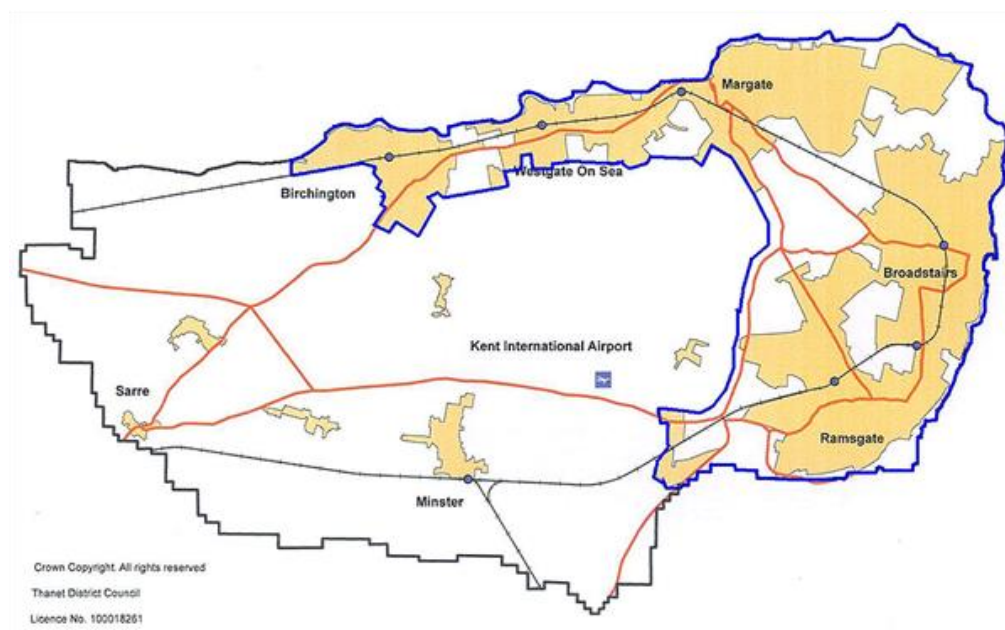 Margate
Westgate On Sea
Birchington
Broadstairs
Kent International Airport
Sarre
Ramsgate
Minster
Crown Copyright. All rights reserved
Thanet District Council
Licence No. 100018261